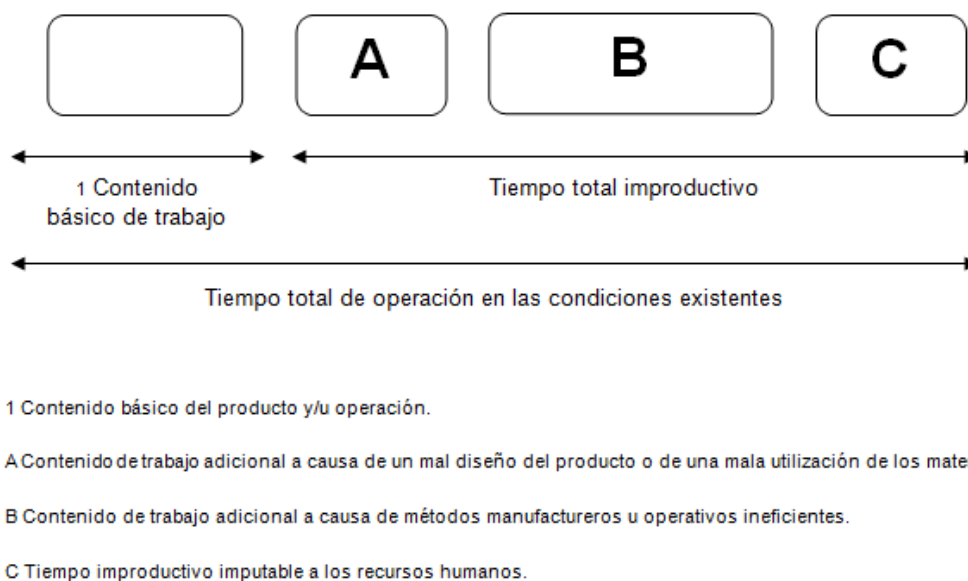 A
B
C
1 Contenido
básico de trabajo
Tiempo total improductivo
Tiempo total de operación en las condiciones existentes
1 Contenido básico del producto y/u operación.
A Contenido de trabajo adicional a causa de un mal diseño del producto o de una mala utilización de los mate
B Contenido de trabajo adicional a causa de métodos manufactureros u operativos ineficientes.
C Tiempo improductivo imputable a los recursos humanos.